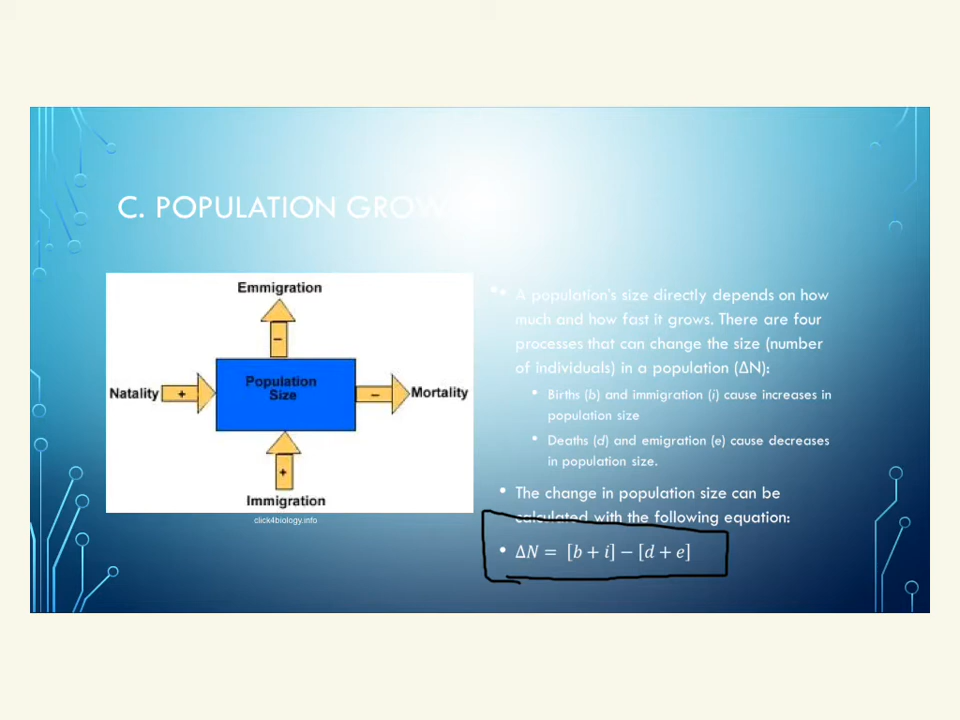 C. POPULATION GROW
Emmigration
–
Natality
+
Population
Size
–
Mortality
+
Immigration
click4biology.info
• A population's size directly depends on how
much and how fast it grows. There are four
processes that can change the size (number
of individuals) in a population (ΔN):
• Births (b) and immigration (i) cause increases in
population size
• Deaths (d) and emigration (e) cause decreases
in population size.
• The change in population size can be
calculated with the following equation:
• ΔN = [b + i] − [d + e]